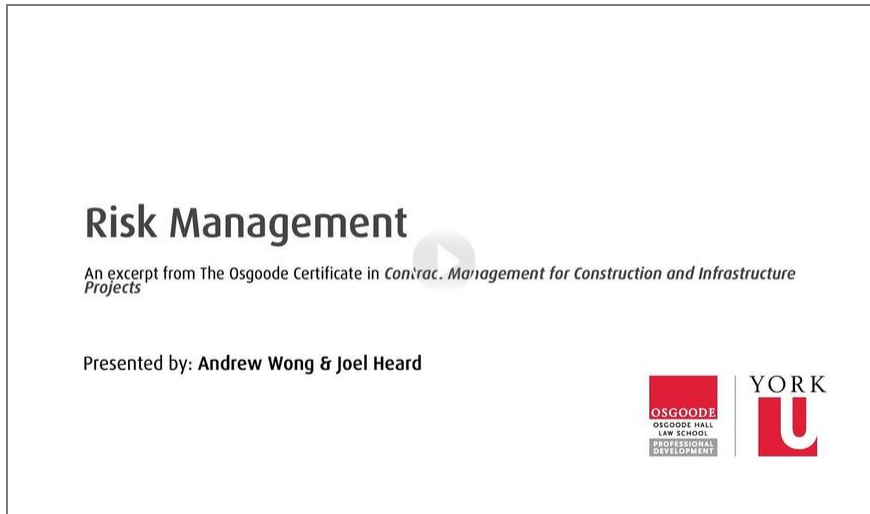 Risk Management
An excerpt from The Osgoode Certificate in Contract Management for Construction and Infrastructure
Projects
Presented by: Andrew Wong & Joel Heard
OSGOODE
OSGOODE HALL
LAW SCHOOL
PROFESSIONAL
DEVELOPMENT
YORK
U